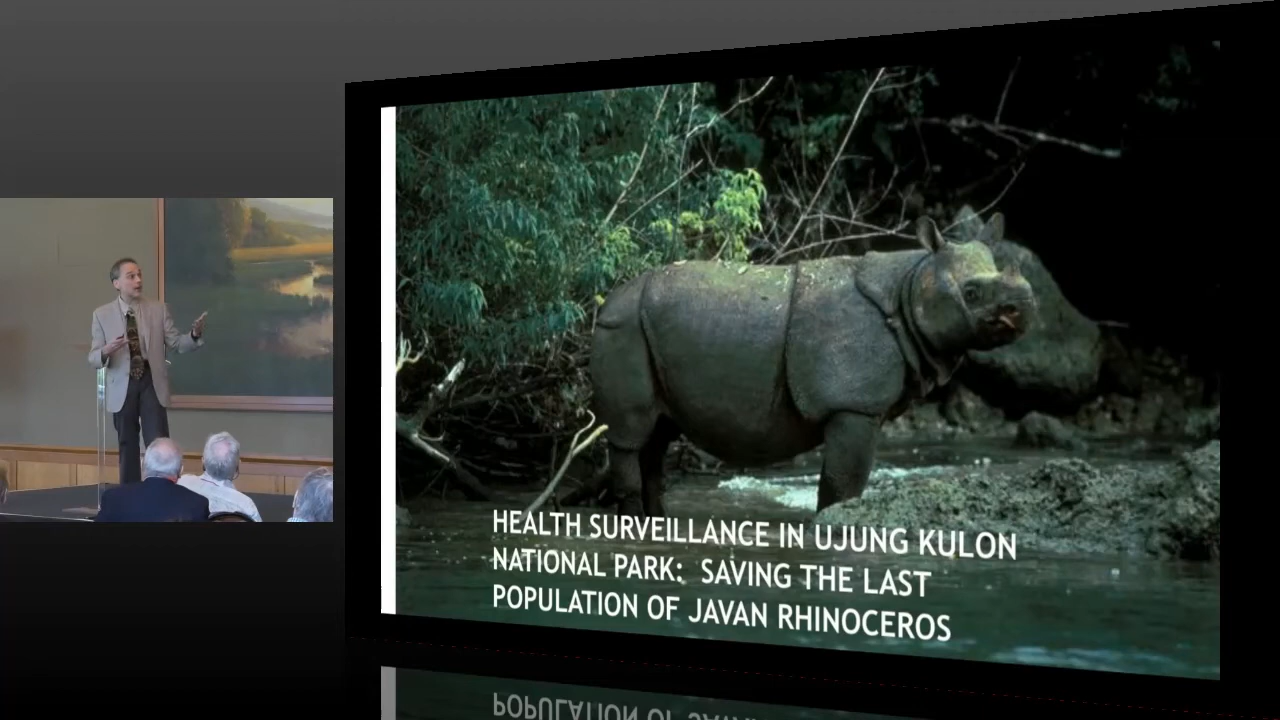 HEALTH SURVEILLANCE IN UJUNG KULON
NATIONAL PARK: SAVING THE LAST
POPULATION OF JAVAN RHINOCEROS